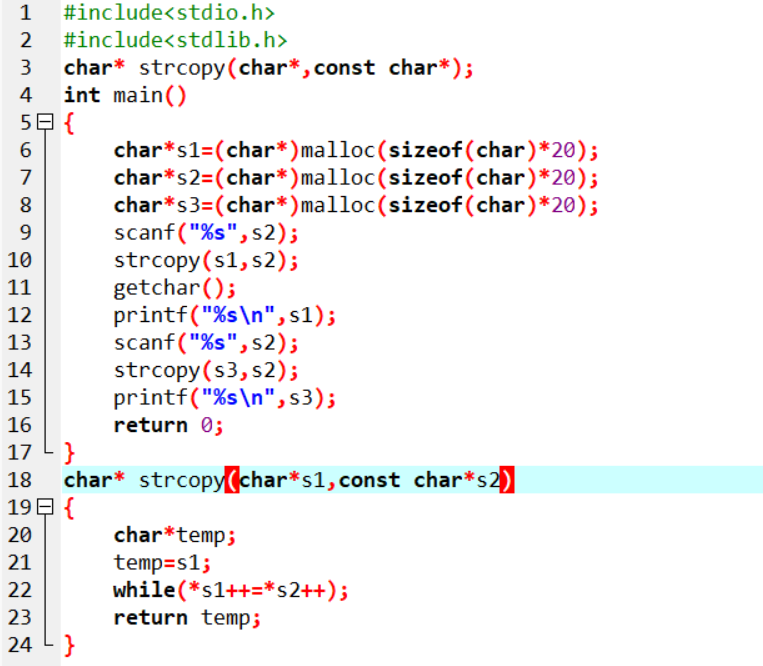 1 #include<stdio.h>
2 #include<stdlib.h>
3 char* strcopy(char*,const char*);
4 int main()
5 {
6 char*s1=(char*)malloc(sizeof(char)*20);
7 char*s2=(char*)malloc(sizeof(char)*20);
8 char*s3=(char*)malloc(sizeof(char)*20);
9 scanf("%s",s2);
10 strcopy(s1,s2);
11 getchar();
12 printf("%s\n",s1);
13 scanf("%s",s2);
14 strcopy(s3,s2);
15 printf("%s\n",s3);
16 return 0;
17 }
18 char* strcopy(char*s1,const char*s2)
19 {
20 char*temp;
21 temp=s1;
22 while(*s1++=*s2++);
23 return temp;
24 }